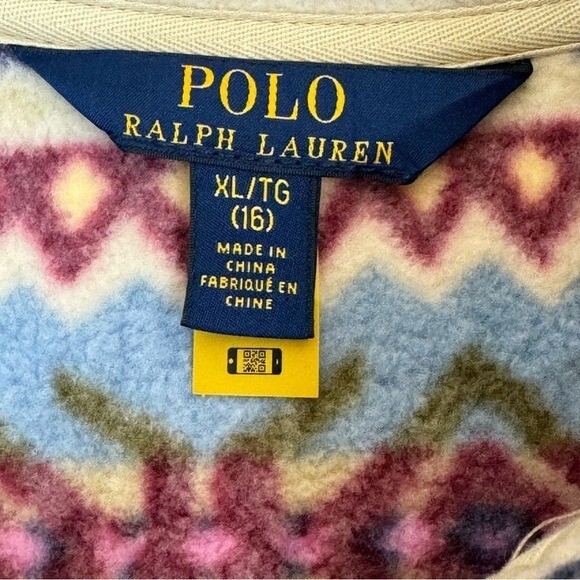 POLO
RALPH LAUREN
XL/TG
(16)
MADE IN
CHINA
FABRIQUÉ EN
CHINE